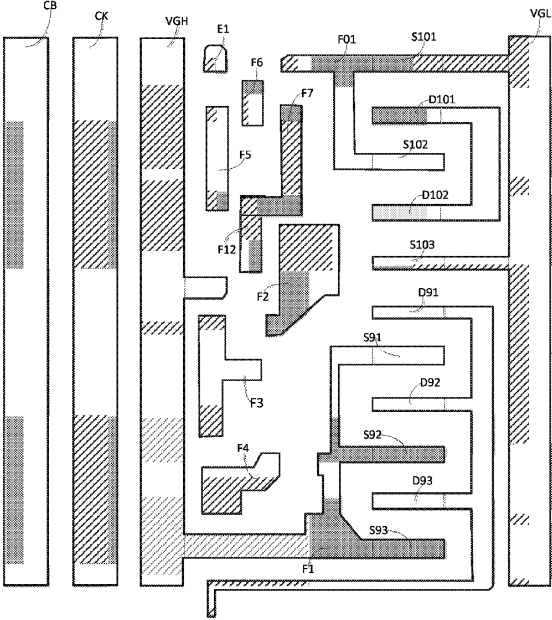 CB
CK
VGH
E1
F6
F01
S101
VGL
F7
D101
F5
S102
D102
F12
S103
F2
D91
S91
F3
D92
F4
S92
D93
S93
F1